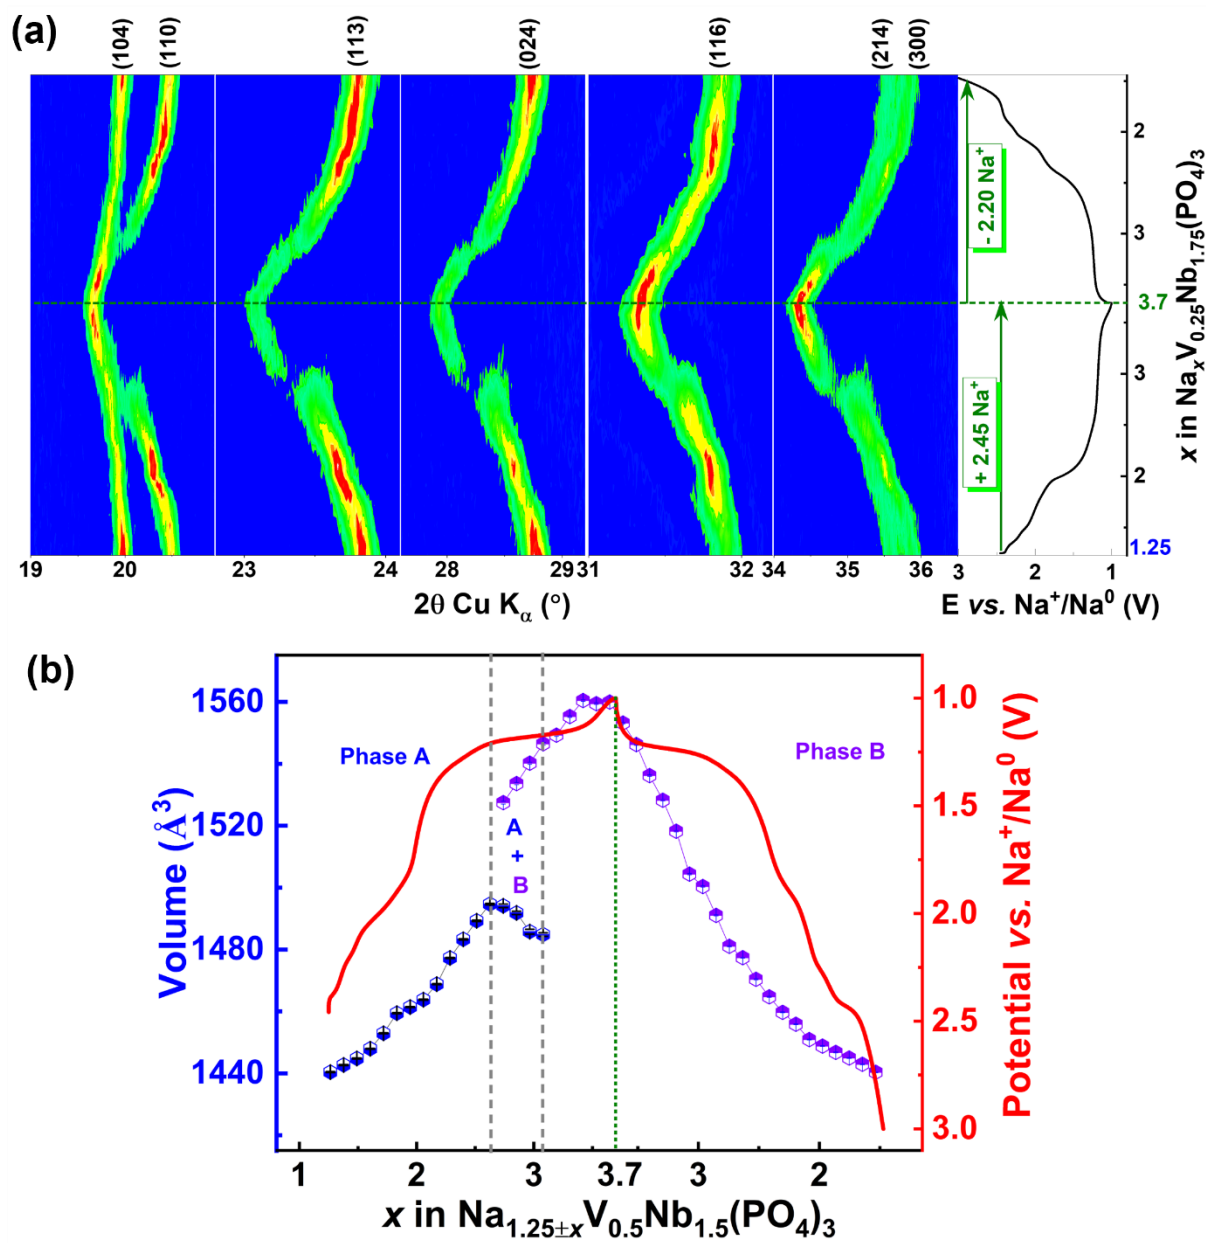 (a)
(104)
(110)
(113)
(024)
(116)
(214)
(300)
- 2.20 Na⁺
+ 2.45 Na⁺
2
3
3.7
3
2
1.25
x in NaₓV₀.₂₅Nb₁.₇₅(PO₄)₃
19 20 23 24 28 29 31 32 34 35 36 3 2 1
2θ Cu Kα (°)
E vs. Na⁺/Na⁰ (V)
(b)
1560
1520
1480
1440
Volume (Å³)
Phase A
Phase B
A
+
B
1.0
1.5
2.0
2.5
3.0
Potential vs. Na⁺/Na⁰ (V)
1 2 3 3.7 3 2
x in Na₁.₂₅±ₓV₀.₅Nb₁.₅(PO₄)₃